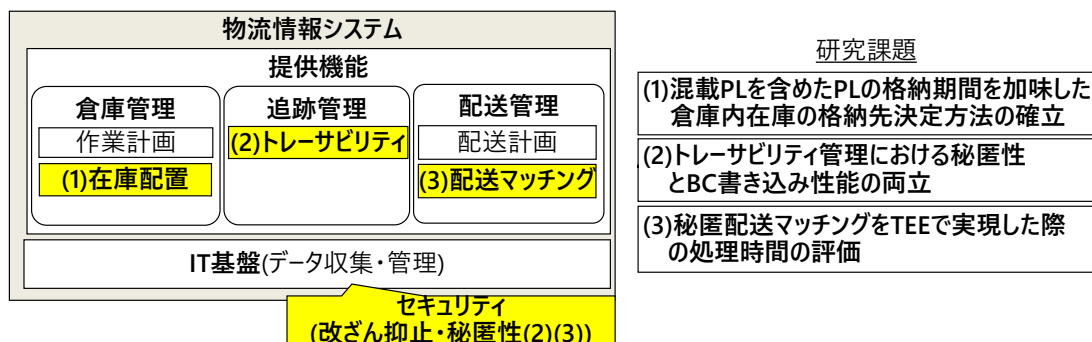 物流情報システム
提供機能
倉庫管理
作業計画
(1)在庫配置
追跡管理
(2)トレーサビリティ
配送管理
配送計画
(3)配送マッチング
IT基盤(データ収集・管理)
セキュリティ
(改ざん抑止・秘匿性(2)(3))
研究課題
(1)混載PLを含めたPLの格納期間を加味した
倉庫内在庫の格納先決定方法の確立
(2)トレーサビリティ管理における秘匿性
とBC書き込み性能の両立
(3)秘匿配送マッチングをTEEで実現した際
の処理時間の評価